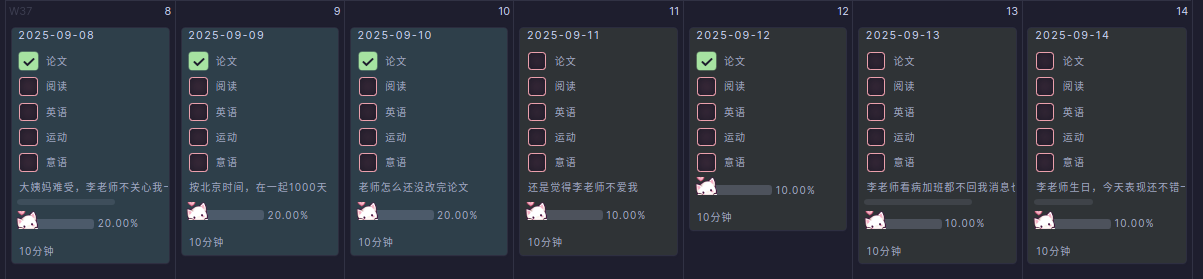 W37
8
2025-09-08
论文
阅读
英语
运动
意语
大姨妈难受，李老师不关心我
20.00%
10分钟
9
2025-09-09
论文
阅读
英语
运动
意语
按北京时间，在一起1000天
20.00%
10分钟
10
2025-09-10
论文
阅读
英语
运动
意语
老师怎么还没改完论文
20.00%
10分钟
11
2025-09-11
论文
阅读
英语
运动
意语
还是觉得李老师不爱我
10.00%
10分钟
12
2025-09-12
论文
阅读
英语
运动
意语
10.00%
10分钟
13
2025-09-13
论文
阅读
英语
运动
意语
李老师看病加班都不回我消息
10.00%
10分钟
14
2025-09-14
论文
阅读
英语
运动
意语
李老师生日，今天表现还不错
10.00%
10分钟